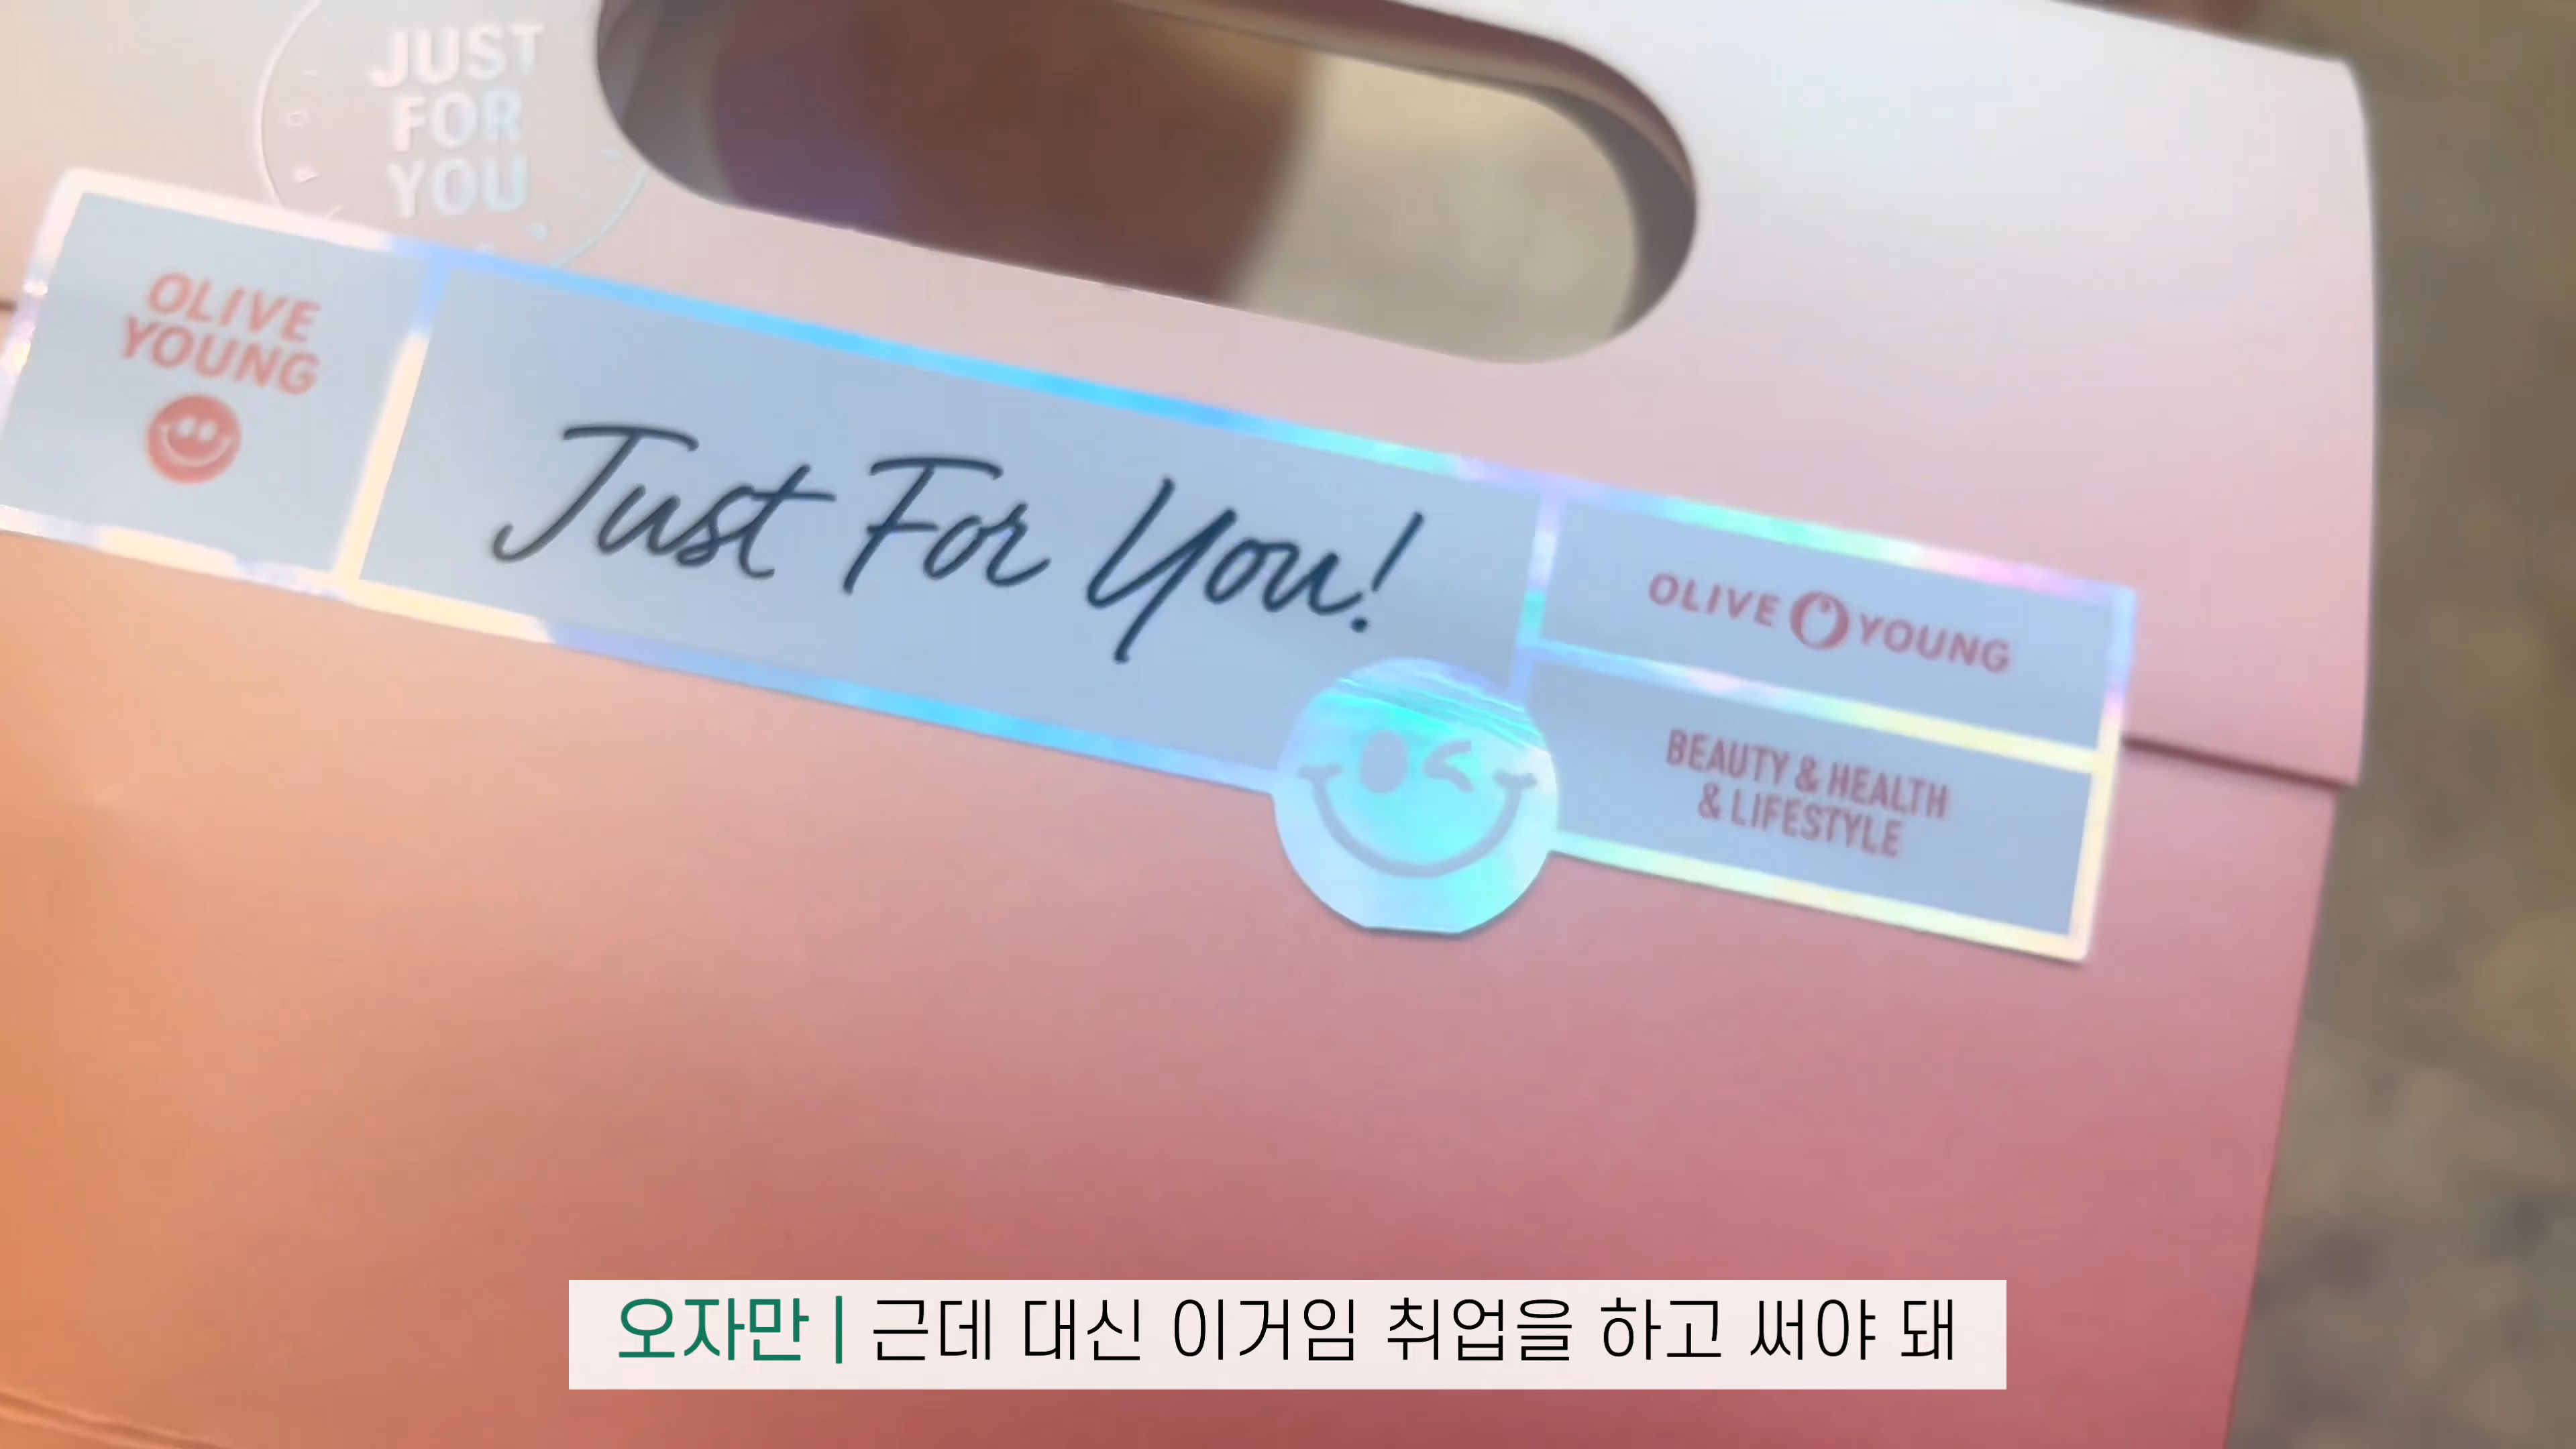 JUST
FOR
YOU
OLIVE
YOUNG
Just For You!
OLIVE YOUNG
BEAUTY & HEALTH
& LIFESTYLE
오자만 | 근데 대신 이거임 취업을 하고 써야 돼